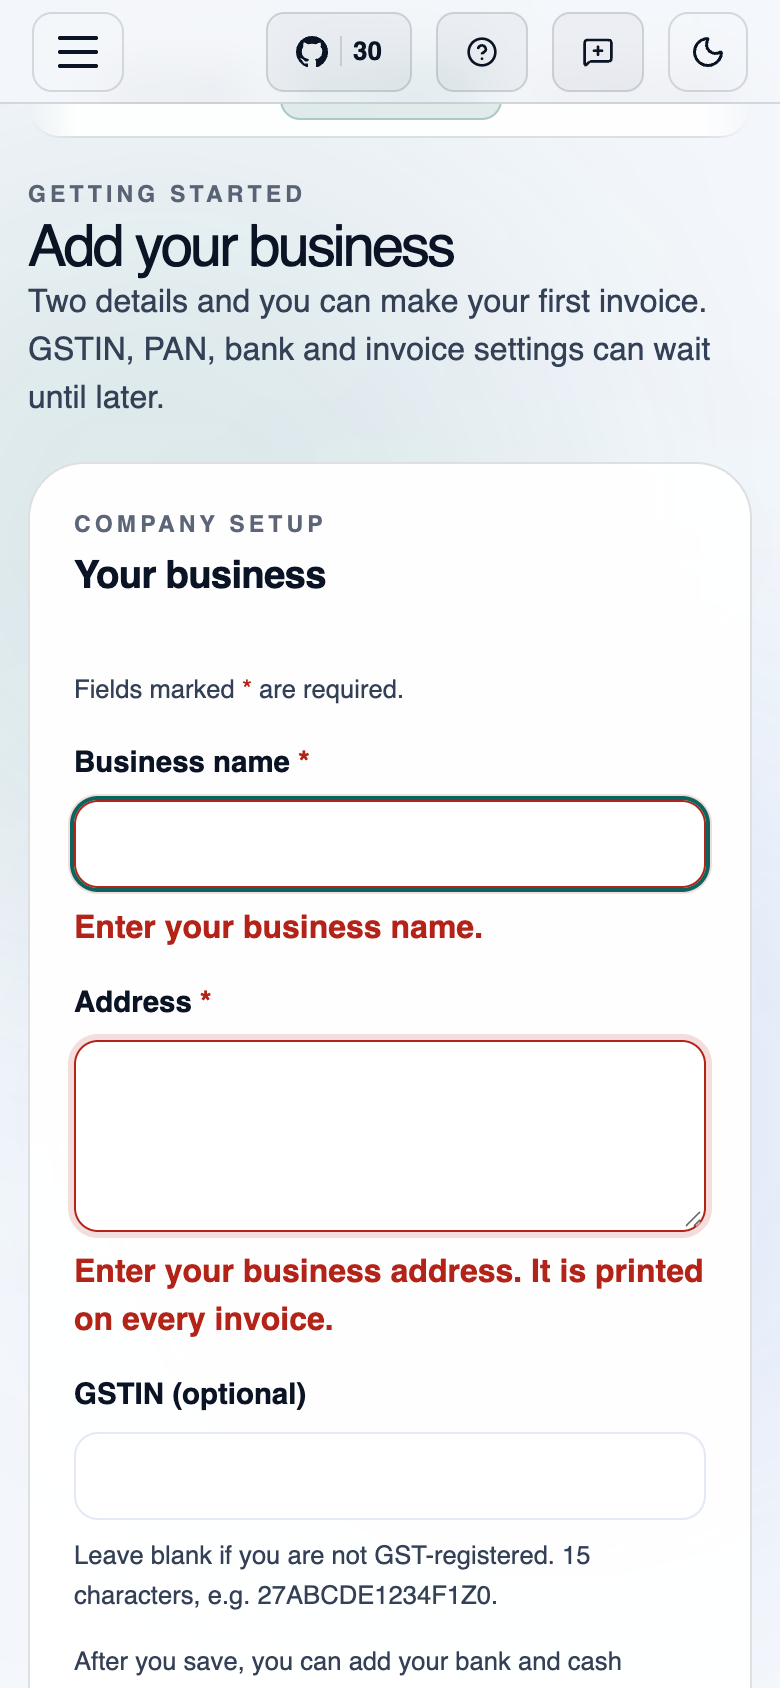 30
GETTING STARTED
Add your business
Two details and you can make your first invoice.
GSTIN, PAN, bank and invoice settings can wait
until later.
COMPANY SETUP
Your business
Fields marked * are required.
Business name *
Enter your business name.
Address *
Enter your business address. It is printed
on every invoice.
GSTIN (optional)
Leave blank if you are not GST-registered. 15
characters, e.g. 27ABCDE1234F1Z0.
After you save, you can add your bank and cash